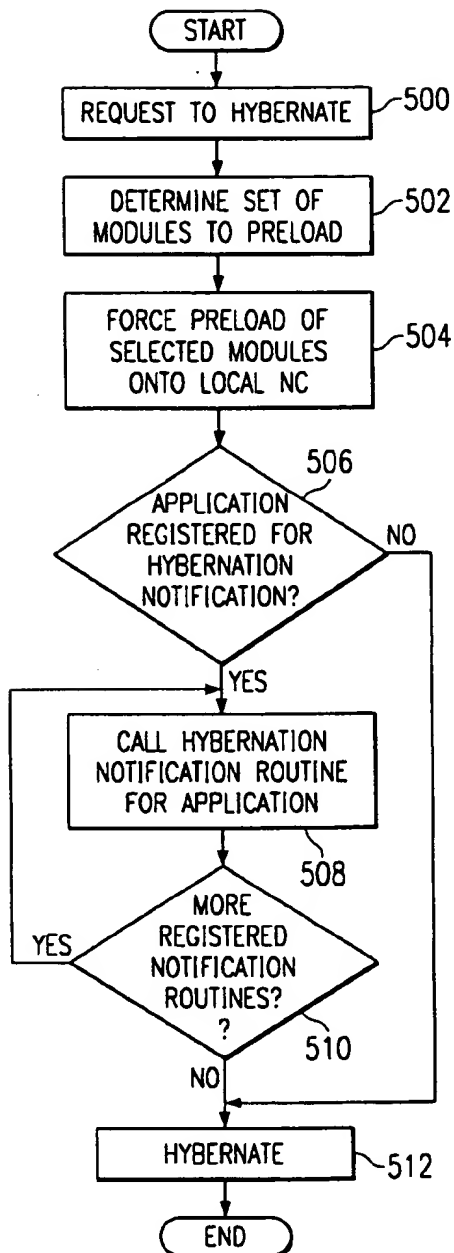 START
REQUEST TO HYBERNATE
500
DETERMINE SET OF
MODULES TO PRELOAD
502
FORCE PRELOAD OF
SELECTED MODULES
ONTO LOCAL NC
504
506
APPLICATION
REGISTERED FOR
HYBERNATION
NOTIFICATION?
NO
YES
CALL HYBERNATION
NOTIFICATION ROUTINE
FOR APPLICATION
508
MORE
REGISTERED
NOTIFICATION
ROUTINES?
?
YES
510
NO
HYBERNATE
512
END